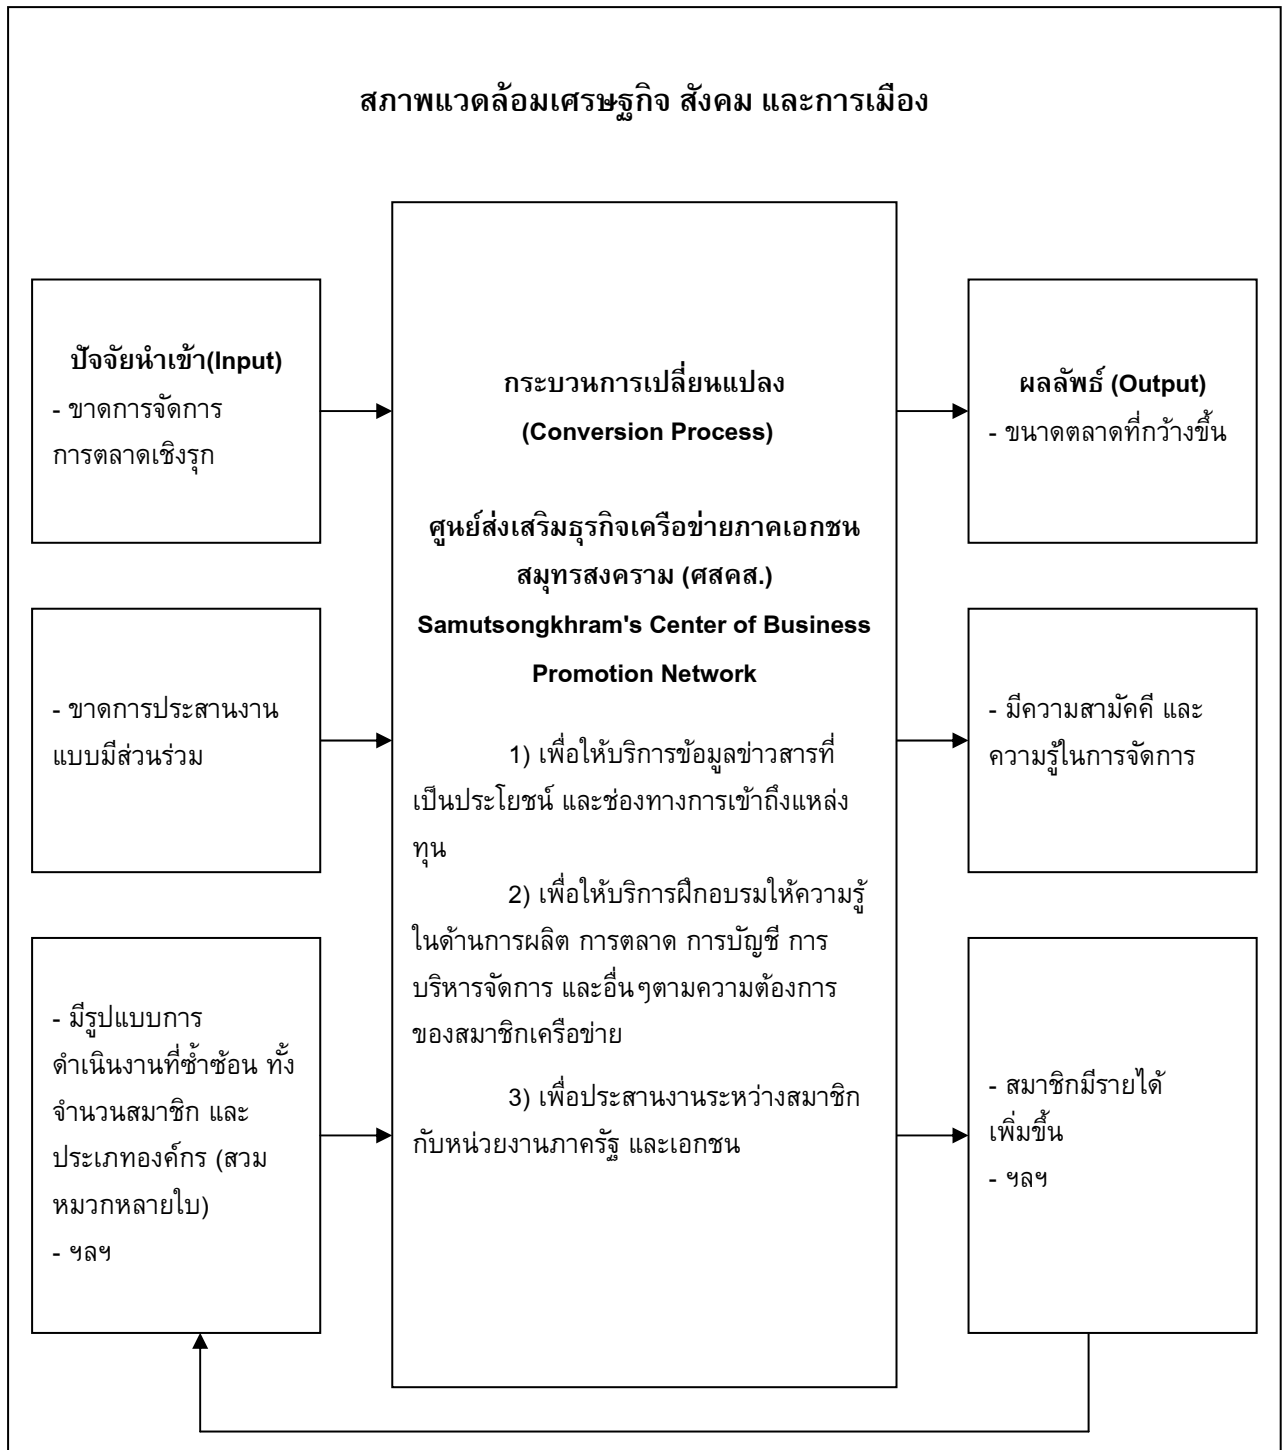 สภาพแวดล้อมเศรษฐกิจ สังคม และการเมือง
ปัจจัยนำเข้า(Input)
- ขาดการจัดการ
การตลาดเชิงรุก
- ขาดการประสานงาน
แบบมีส่วนร่วม
- มีรูปแบบการ
ดำเนินงานที่ซ้ำซ้อน ทั้ง
จำนวนสมาชิก และ
ประเภทองค์กร (สวม
หมวกหลายใบ)
- ฯลฯ
กระบวนการเปลี่ยนแปลง
(Conversion Process)
ศูนย์ส่งเสริมธุรกิจเครือข่ายภาคเอกชน
สมุทรสงคราม (ศสคส.)
Samutsongkhram's Center of Business
Promotion Network
1) เพื่อให้บริการข้อมูลข่าวสารที่
เป็นประโยชน์ และช่องทางการเข้าถึงแหล่ง
ทุน
2) เพื่อให้บริการฝึกอบรมให้ความรู้
ในด้านการผลิต การตลาด การบัญชี การ
บริหารจัดการ และอื่นๆตามความต้องการ
ของสมาชิกเครือข่าย
3) เพื่อประสานงานระหว่างสมาชิก
กับหน่วยงานภาครัฐ และเอกชน
ผลลัพธ์ (Output)
- ขนาดตลาดที่กว้างขึ้น
- มีความสามัคคี และ
ความรู้ในการจัดการ
- สมาชิกมีรายได้
เพิ่มขึ้น
- ฯลฯ